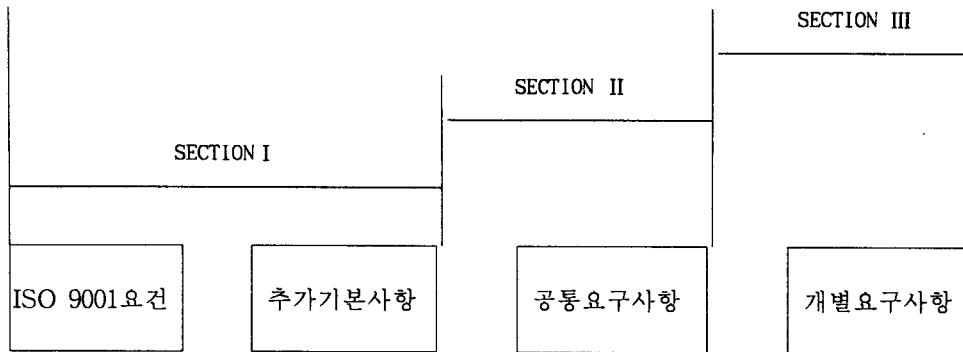 SECTION III
SECTION II
SECTION I
ISO 9001요건
추가기본사항
공통요구사항
개별요구사항